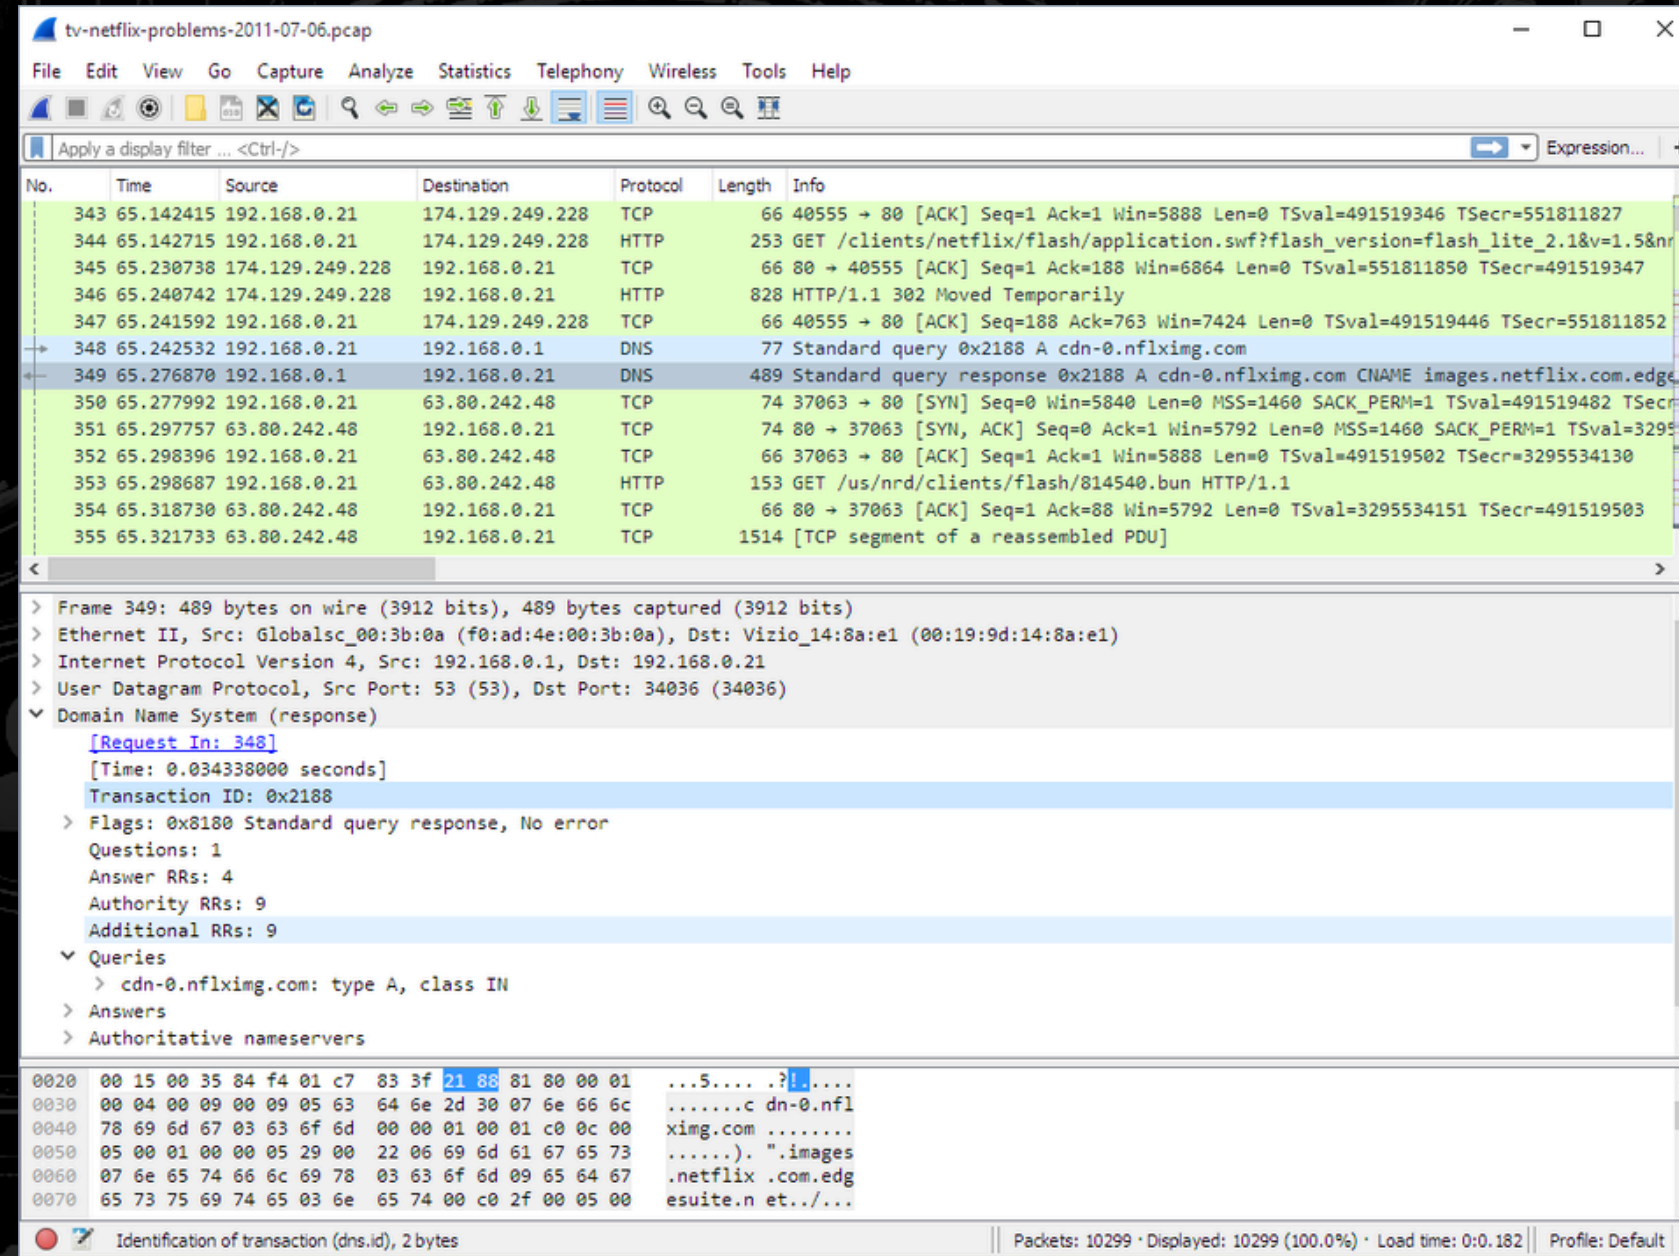 tv-netflix-problems-2011-07-06.pcap
File Edit View Go Capture Analyze Statistics Telephony Wireless Tools Help
Apply a display filter ... <Ctrl-/> Expression...
No. Time Source Destination Protocol Length Info
343 65.142415 192.168.0.21 174.129.249.228 TCP 66 40555 → 80 [ACK] Seq=1 Ack=1 Win=5888 Len=0 TSval=491519346 TSecr=551811827
344 65.142715 192.168.0.21 174.129.249.228 HTTP 253 GET /clients/netflix/flash/application.swf?flash_version=flash_lite_2.1&v=1.5&nr
345 65.230738 174.129.249.228 192.168.0.21 TCP 66 80 → 40555 [ACK] Seq=1 Ack=188 Win=6864 Len=0 TSval=551811850 TSecr=491519347
346 65.240742 174.129.249.228 192.168.0.21 HTTP 828 HTTP/1.1 302 Moved Temporarily
347 65.241592 192.168.0.21 174.129.249.228 TCP 66 40555 → 80 [ACK] Seq=188 Ack=763 Win=7424 Len=0 TSval=491519446 TSecr=551811852
348 65.242532 192.168.0.21 192.168.0.1 DNS 77 Standard query 0x2188 A cdn-0.nflximg.com
349 65.276870 192.168.0.1 192.168.0.21 DNS 489 Standard query response 0x2188 A cdn-0.nflximg.com CNAME images.netflix.com.edge
350 65.277992 192.168.0.21 63.80.242.48 TCP 74 37063 → 80 [SYN] Seq=0 Win=5840 Len=0 MSS=1460 SACK_PERM=1 TSval=491519482 TSecr
351 65.297757 63.80.242.48 192.168.0.21 TCP 74 80 → 37063 [SYN, ACK] Seq=0 Ack=1 Win=5792 Len=0 MSS=1460 SACK_PERM=1 TSval=3295
352 65.298396 192.168.0.21 63.80.242.48 TCP 66 37063 → 80 [ACK] Seq=1 Ack=1 Win=5888 Len=0 TSval=491519502 TSecr=3295534130
353 65.298687 192.168.0.21 63.80.242.48 HTTP 153 GET /us/nrd/clients/flash/814540.bun HTTP/1.1
354 65.318730 63.80.242.48 192.168.0.21 TCP 66 80 → 37063 [ACK] Seq=1 Ack=88 Win=5792 Len=0 TSval=3295534151 TSecr=491519503
355 65.321733 63.80.242.48 192.168.0.21 TCP 1514 [TCP segment of a reassembled PDU]
Frame 349: 489 bytes on wire (3912 bits), 489 bytes captured (3912 bits)
Ethernet II, Src: Globalsc_00:3b:0a (f0:ad:4e:00:3b:0a), Dst: Vizio_14:8a:e1 (00:19:9d:14:8a:e1)
Internet Protocol Version 4, Src: 192.168.0.1, Dst: 192.168.0.21
User Datagram Protocol, Src Port: 53 (53), Dst Port: 34036 (34036)
Domain Name System (response)
[Request In: 348]
[Time: 0.034338000 seconds]
Transaction ID: 0x2188
Flags: 0x8180 Standard query response, No error
Questions: 1
Answer RRs: 4
Authority RRs: 9
Additional RRs: 9
Queries
cdn-0.nflximg.com: type A, class IN
Answers
Authoritative nameservers
0020 00 15 00 35 84 f4 01 c7 83 3f 21 88 81 80 00 01 ...5.... .?!.....
0030 00 04 00 09 00 09 05 63 64 6e 2d 30 07 6e 66 6c .......c dn-0.nfl
0040 78 69 6d 67 03 63 6f 6d 00 00 01 00 01 c0 0c 00 ximg.com ........
0050 05 00 01 00 00 05 29 00 22 06 69 6d 61 67 65 73 ......). ".images
0060 07 6e 65 74 66 6c 69 78 03 63 6f 6d 09 65 64 67 .netflix .com.edg
0070 65 73 75 69 74 65 03 6e 65 74 00 c0 2f 00 05 00 esuite.n et../...
Identification of transaction (dns.id), 2 bytes Packets: 10299 · Displayed: 10299 (100.0%) · Load time: 0:0.182 Profile: Default